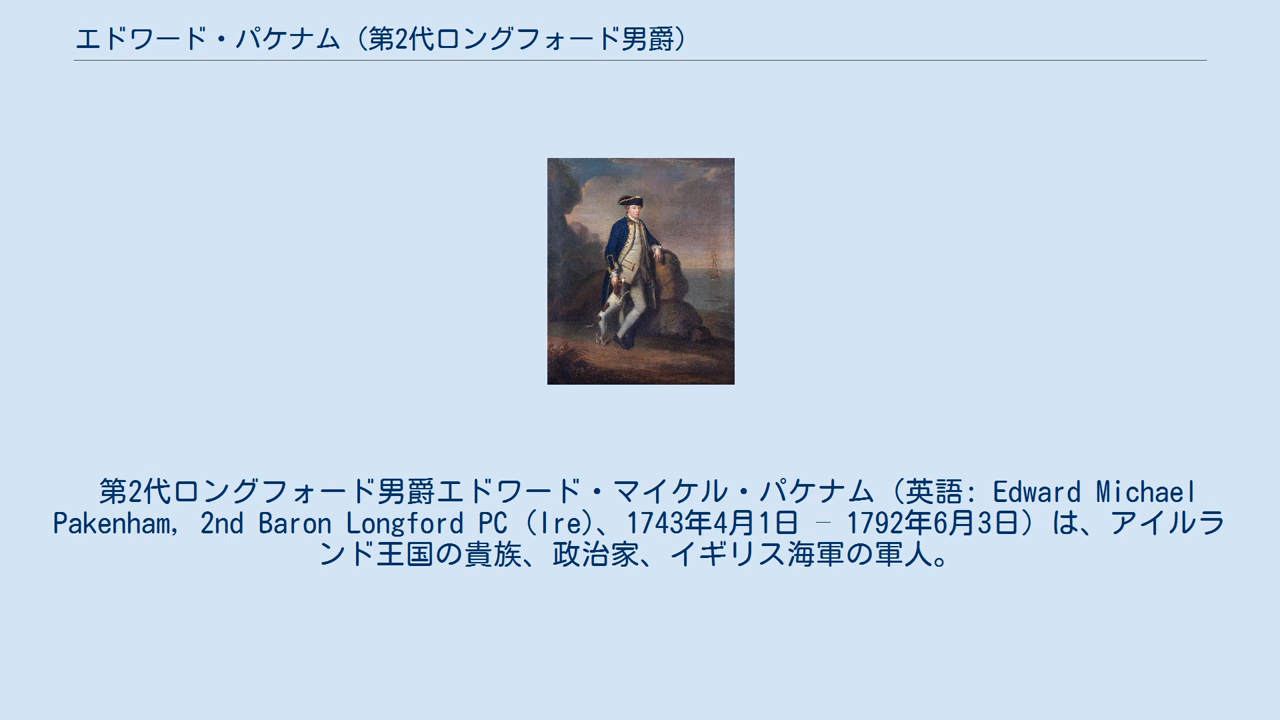 エドワード・パケナム（第2代ロングフォード男爵）
第2代ロングフォード男爵エドワード・マイケル・パケナム（英語: Edward Michael
Pakenham, 2nd Baron Longford PC (Ire)、1743年4月1日 – 1792年6月3日）は、アイルラ
ンド王国の貴族、政治家、イギリス海軍の軍人。